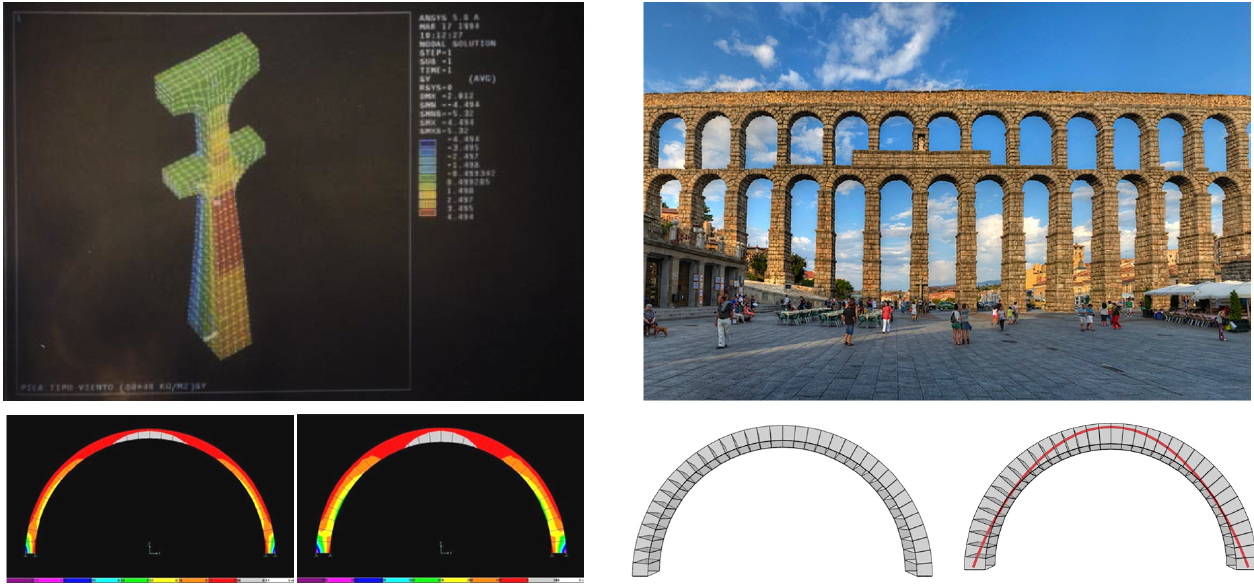 1
ANSYS 5.0 A
MAR 17 1994
10:12:27
NODAL SOLUTION
STEP=1
SUB =1
TIME=1
SY (AVG)
RSYS=0
DMX =2.012
SMN =-4.494
SMNB=-5.32
SMX =4.494
SMXB=5.32
-4.494
-3.495
-2.497
-1.498
-0.499342
0.499285
1.498
2.497
3.495
4.494
PILA TIPO VIENTO (80+40 KG/M2)SY